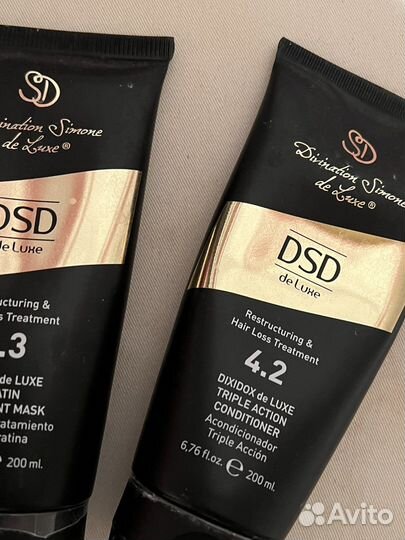 SD
Divination Simone
de Luxe®
DSD
de Luxe
Restructuring &
Hair Loss Treatment
.3
de LUXE
ATIN
NT MASK
ratamiento
ratina
200 ml.
SD
Divination Simone
de Luxe®
DSD
de Luxe
Restructuring &
Hair Loss Treatment
4.2
DIXIDOX de LUXE
TRIPLE ACTION
CONDITIONER
Acondicionador
Triple Acción
6,76 fl.oz. e 200 ml.
Avito